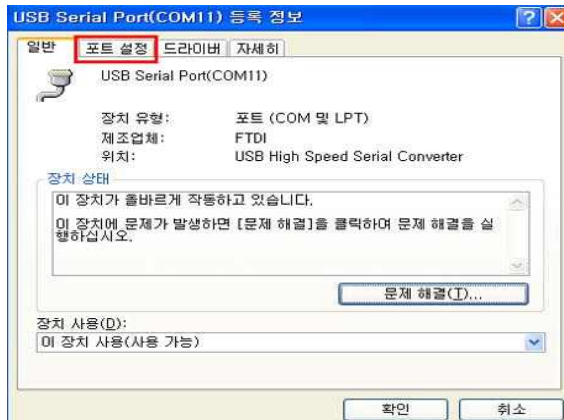 USB Serial Port(COM11) 등록 정보
일반 포트 설정 드라이버 자세히
USB Serial Port(COM11)
장치 유형: 포트 (COM 및 LPT)
제조업체: FTDI
위치: USB High Speed Serial Converter
장치 상태
이 장치가 올바르게 작동하고 있습니다.
이 장치에 문제가 발생하면 [문제 해결]을 클릭하여 문제 해결을 실
행하십시오.
문제 해결(T)...
장치 사용(D):
이 장치 사용(사용 가능)
확인 취소